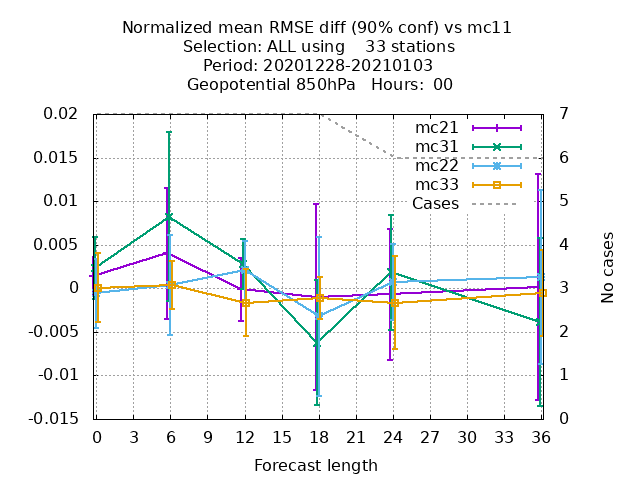 Normalized mean RMSE diff (90% conf) vs mc11
Selection: ALL using    33 stations
Period: 20201228-20210103
Geopotential 850hPa   Hours:  00
0.02
0.015
0.01
0.005
0
-0.005
-0.01
-0.015
7
6
5
4
3
2
1
0
mc21
mc31
mc22
mc33
Cases
No cases
0 3 6 9 12 15 18 21 24 27 30 33 36
Forecast length